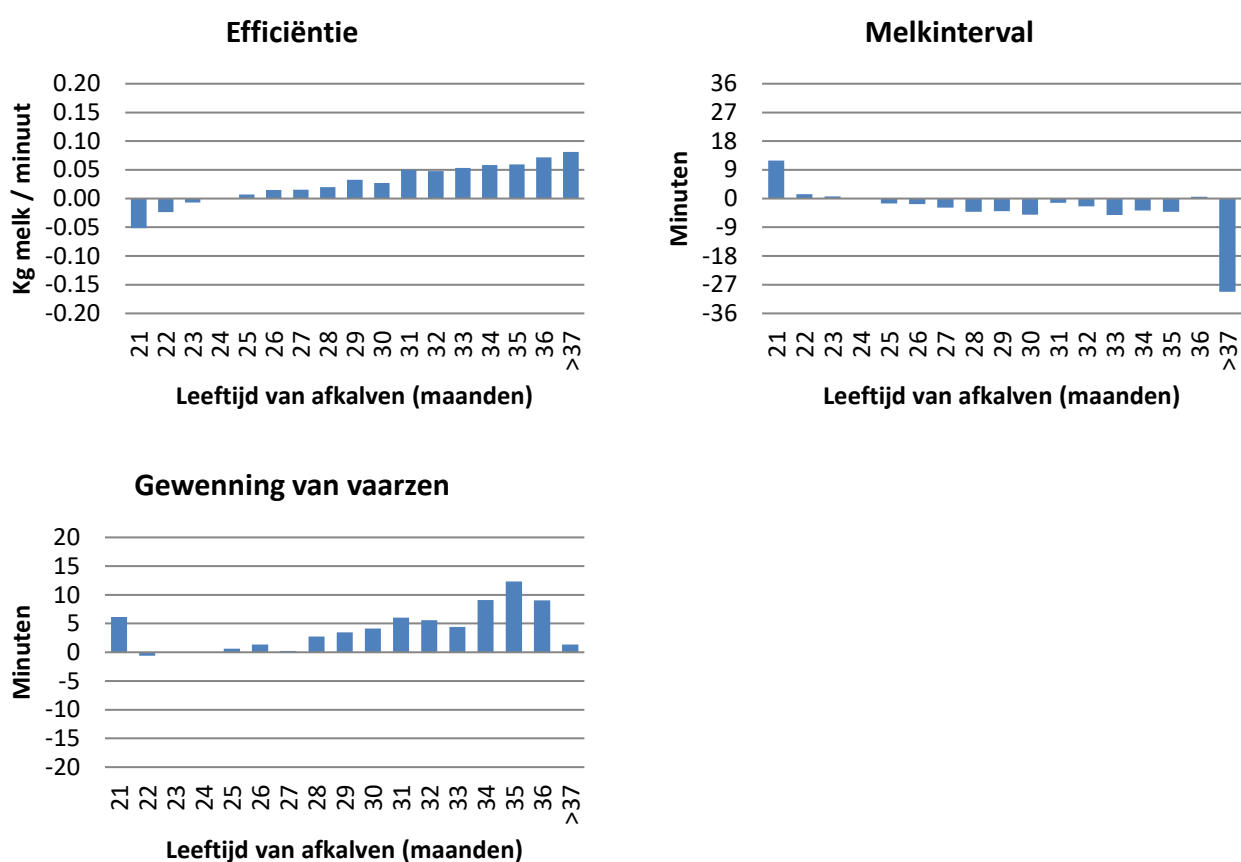 Efficiëntie
0.20
0.15
0.10
0.05
0.00
-0.05
-0.10
-0.15
-0.20
Kg melk / minuut
21 22 23 24 25 26 27 28 29 30 31 32 33 34 35 36 >37
Leeftijd van afkalven (maanden)
Melkinterval
36
27
18
9
0
-9
-18
-27
-36
Minuten
21 22 23 24 25 26 27 28 29 30 31 32 33 34 35 36 >37
Leeftijd van afkalven (maanden)
Gewenning van vaarzen
20
15
10
5
0
-5
-10
-15
-20
Minuten
21 22 23 24 25 26 27 28 29 30 31 32 33 34 35 36 >37
Leeftijd van afkalven (maanden)